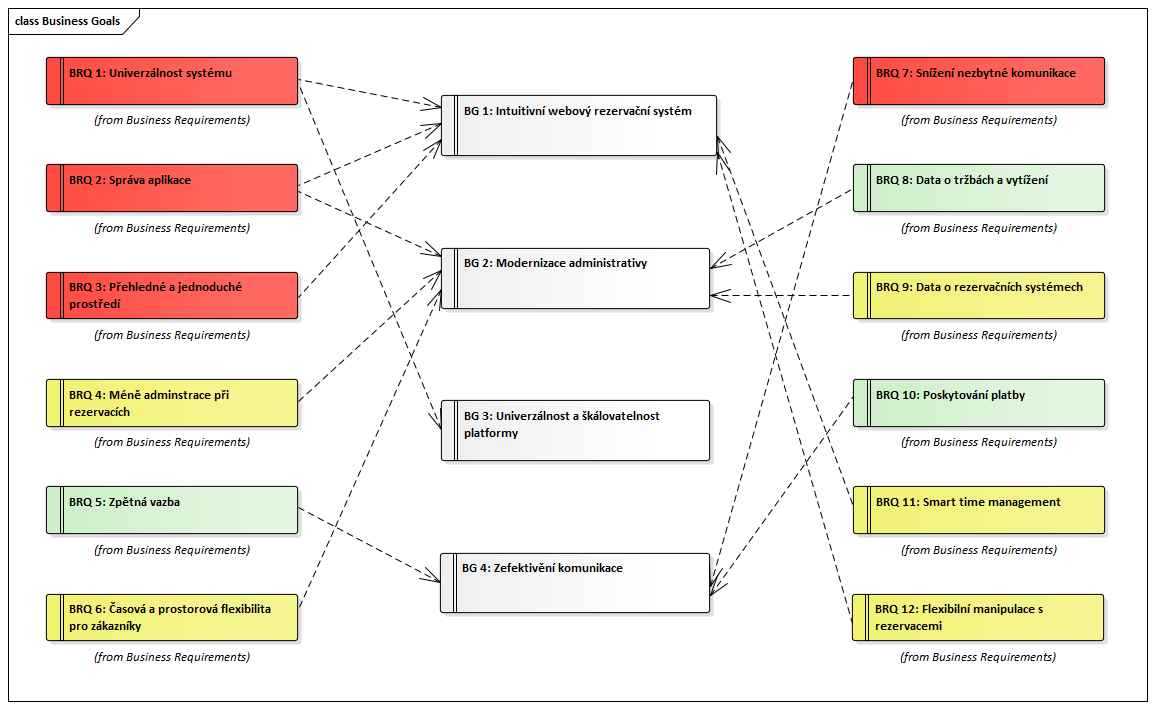 class Business Goals
BRQ 1: Univerzálnost systému
(from Business Requirements)
BRQ 2: Správa aplikace
(from Business Requirements)
BRQ 3: Přehledné a jednoduché
prostředí
(from Business Requirements)
BRQ 4: Méně adminstrace při
rezervacích
(from Business Requirements)
BRQ 5: Zpětná vazba
(from Business Requirements)
BRQ 6: Časová a prostorová flexibilita
pro zákazníky
(from Business Requirements)
BG 1: Intuitivní webový rezervační systém
BG 2: Modernizace administrativy
BG 3: Univerzálnost a škálovatelnost
platformy
BG 4: Zefektivění komunikace
BRQ 7: Snížení nezbytné komunikace
(from Business Requirements)
BRQ 8: Data o tržbách a vytížení
(from Business Requirements)
BRQ 9: Data o rezervačních systémech
(from Business Requirements)
BRQ 10: Poskytování platby
(from Business Requirements)
BRQ 11: Smart time management
(from Business Requirements)
BRQ 12: Flexibilní manipulace s
rezervacemi
(from Business Requirements)